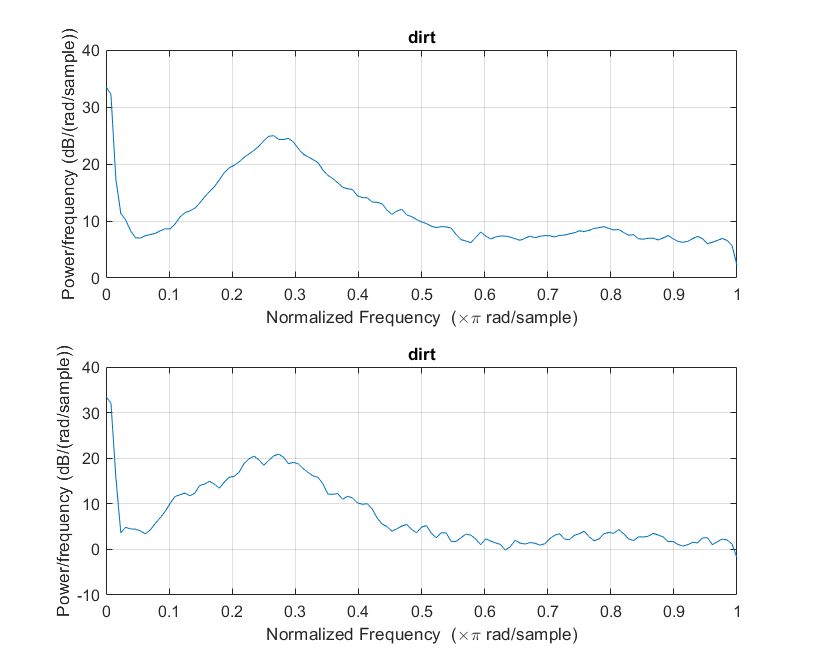 dirt
Power/frequency (dB/(rad/sample))
40
30
20
10
0
0 0.1 0.2 0.3 0.4 0.5 0.6 0.7 0.8 0.9 1
Normalized Frequency (×π rad/sample)
dirt
Power/frequency (dB/(rad/sample))
40
30
20
10
0
-10
0 0.1 0.2 0.3 0.4 0.5 0.6 0.7 0.8 0.9 1
Normalized Frequency (×π rad/sample)